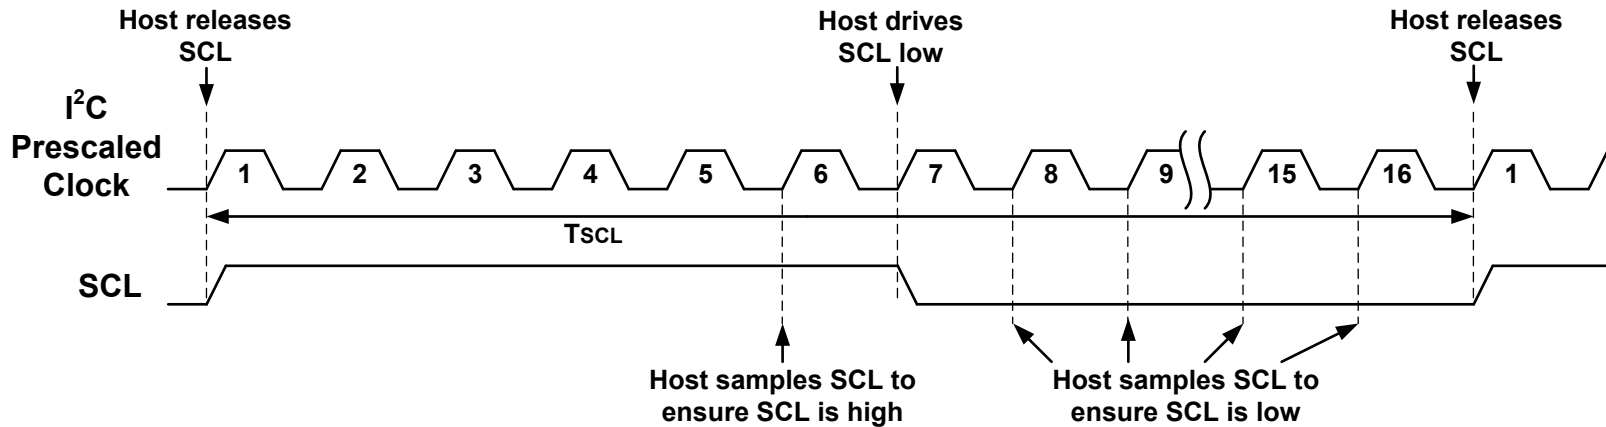 Host releases
SCL
Host drives
SCL low
Host releases
SCL
I²C
Prescaled
Clock
1 2 3 4 5 6 7 8 9 15 16 1
TSCL
SCL
Host samples SCL to
ensure SCL is high
Host samples SCL to
ensure SCL is low